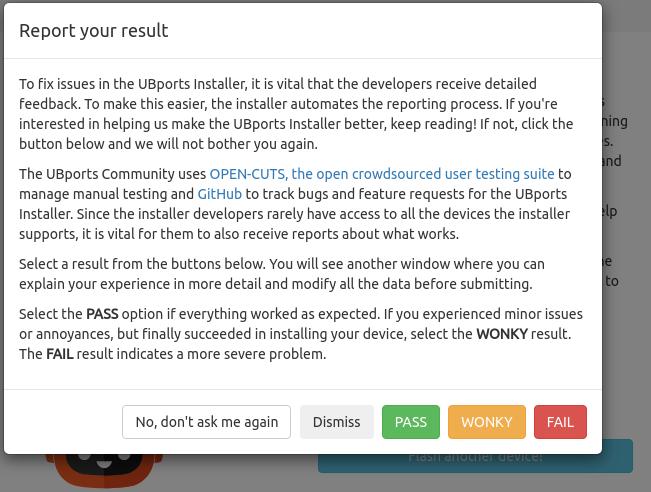 Report your result
To fix issues in the UBports Installer, it is vital that the developers receive detailed
feedback. To make this easier, the installer automates the reporting process. If you're
interested in helping us make the UBports Installer better, keep reading! If not, click the
button below and we will not bother you again.
The UBports Community uses OPEN-CUTS, the open crowdsourced user testing suite to
manage manual testing and GitHub to track bugs and feature requests for the UBports
Installer. Since the installer developers rarely have access to all the devices the installer
supports, it is vital for them to also receive reports about what works.
Select a result from the buttons below. You will see another window where you can
explain your experience in more detail and modify all the data before submitting.
Select the PASS option if everything worked as expected. If you experienced minor issues
or annoyances, but finally succeeded in installing your device, select the WONKY result.
The FAIL result indicates a more severe problem.
No, don't ask me again Dismiss PASS WONKY FAIL
Flash another device!